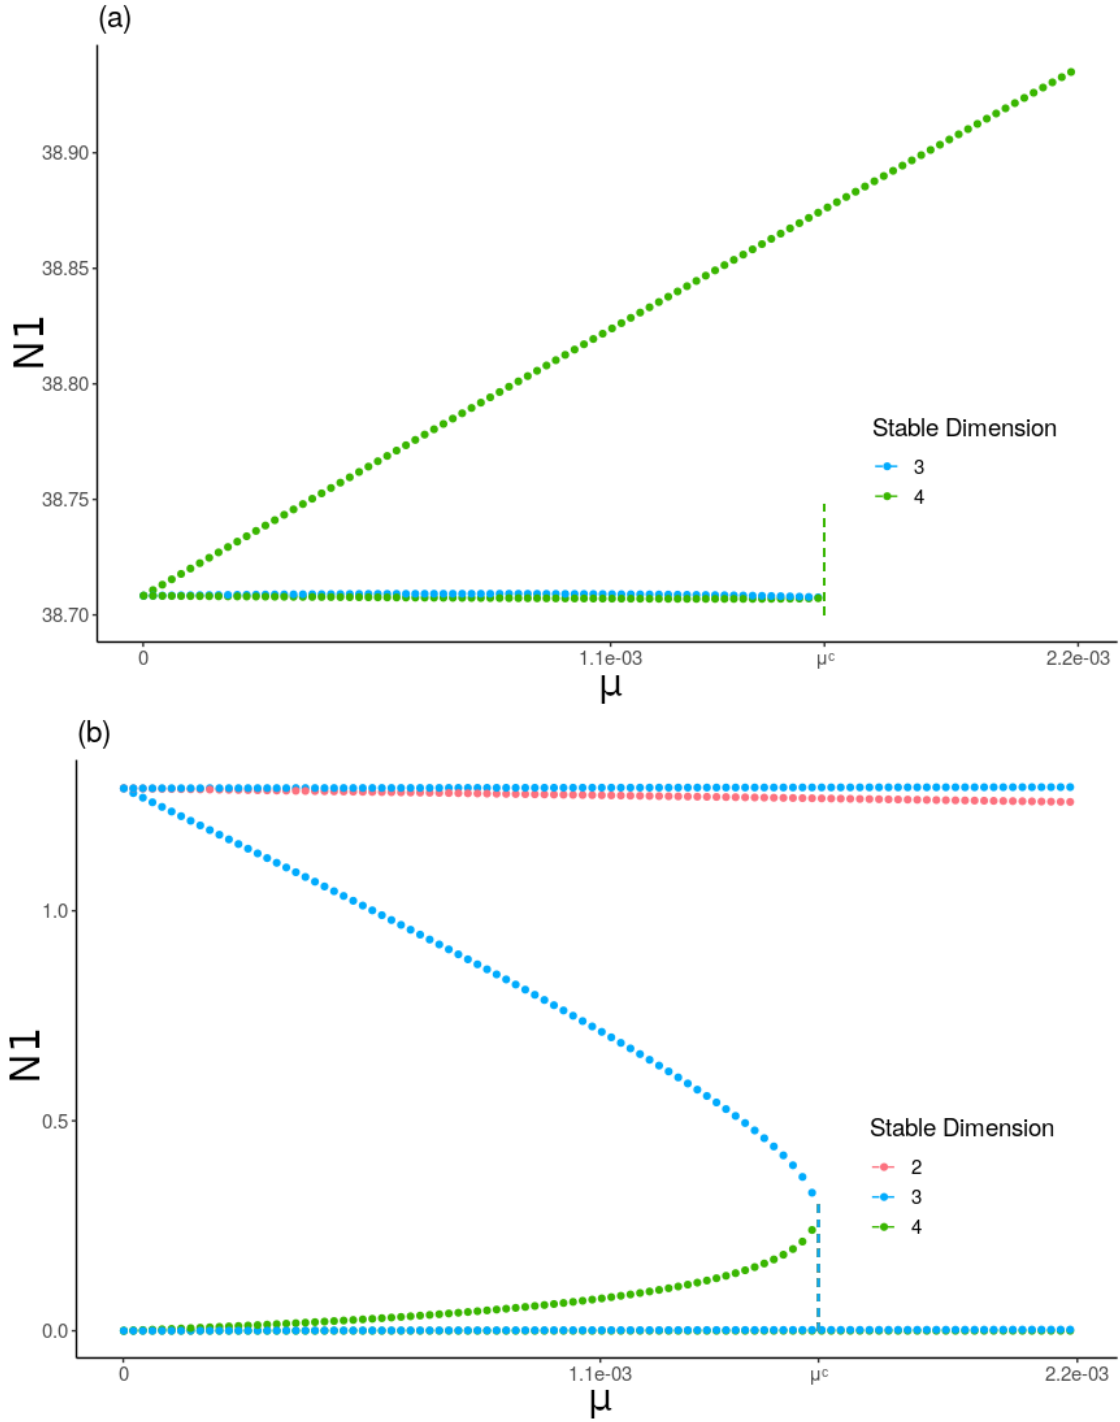 (a)
N1
38.90
38.85
38.80
38.75
38.70
Stable Dimension
3
4
0
1.1e-03
μᶜ
2.2e-03
μ
(b)
N1
1.0
0.5
0.0
Stable Dimension
2
3
4
0
1.1e-03
μᶜ
2.2e-03
μ